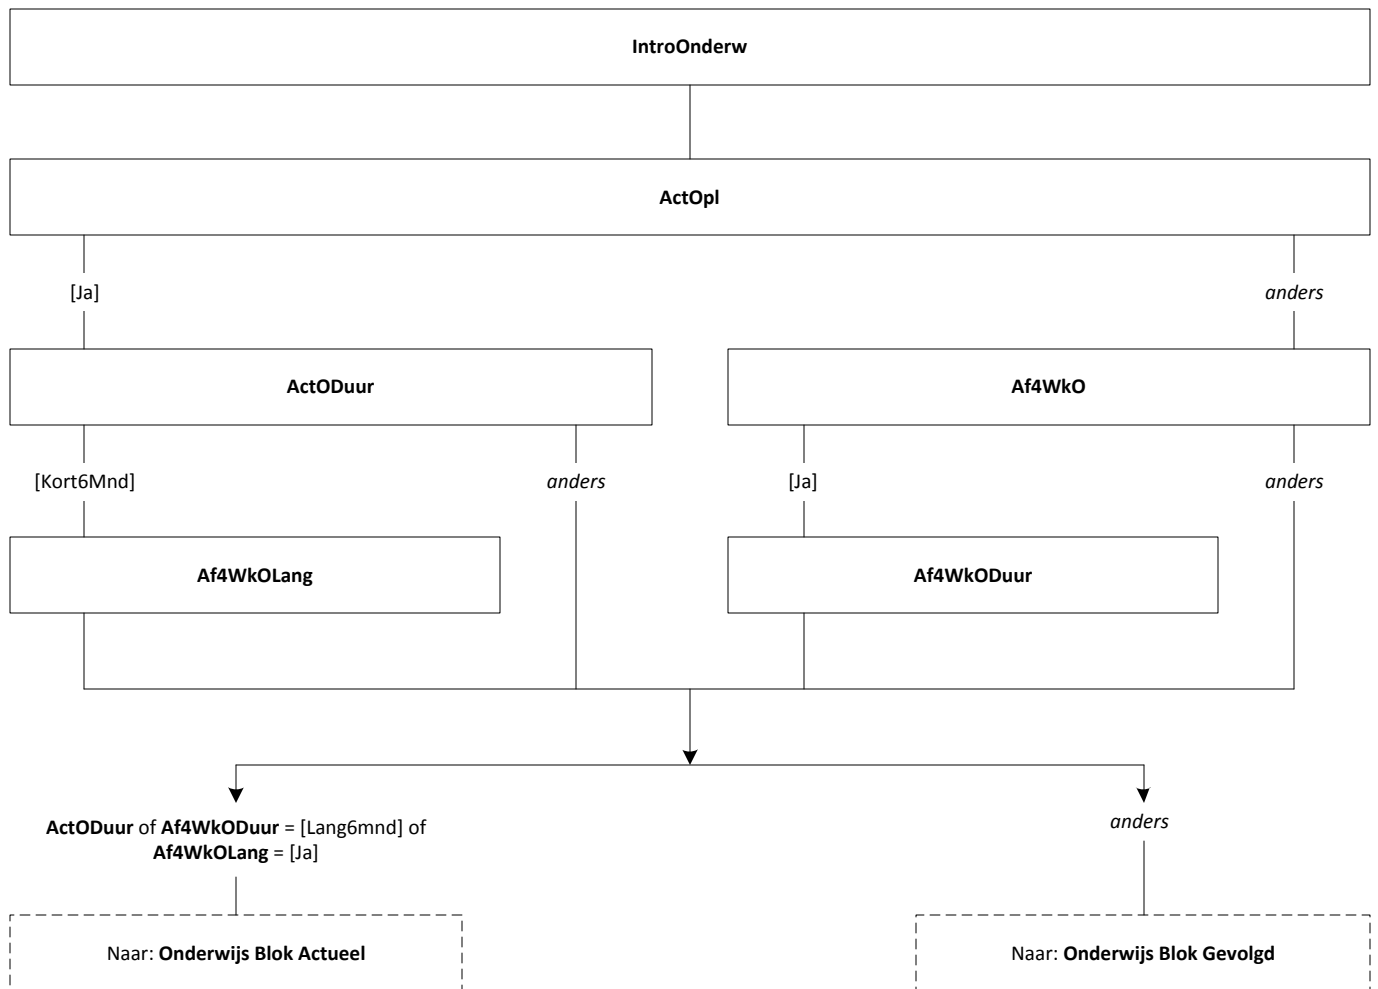 IntroOnderw
ActOpl
[Ja]
anders
ActODuur
Af4WkO
[Kort6Mnd]
anders
[Ja]
anders
Af4WkOLang
Af4WkODuur
ActODuur of Af4WkODuur = [Lang6mnd] of
Af4WkOLang = [Ja]
anders
Naar: Onderwijs Blok Actueel
Naar: Onderwijs Blok Gevolgd